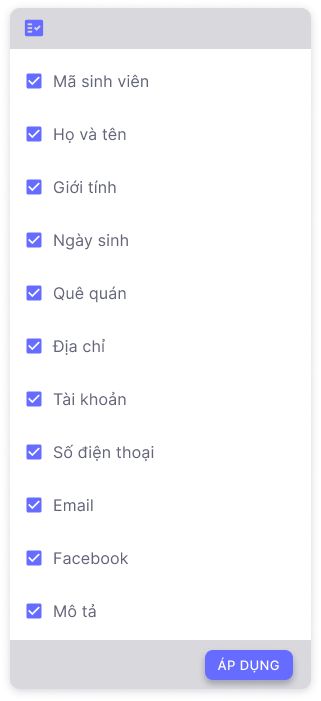 Mã sinh viên
Họ và tên
Giới tính
Ngày sinh
Quê quán
Địa chỉ
Tài khoản
Số điện thoại
Email
Facebook
Mô tả
ÁP DỤNG